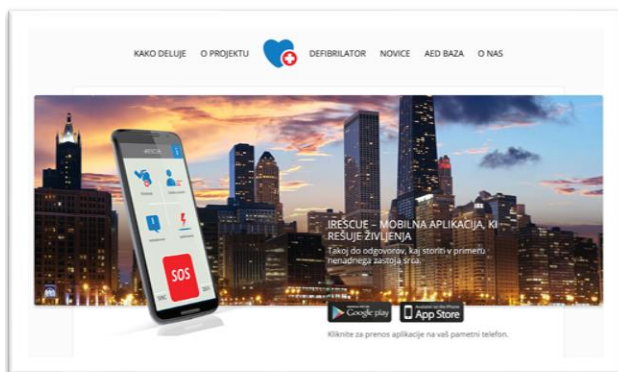 KAKO DELUJE O PROJEKTU DEFIBRILATOR NOVICE AED BAZA O NAS
SOS
IRESCUE – MOBILNA APLIKACIJA, KI
REŠUJE ŽIVLJENJA
Takoj do odgovorov, kaj storiti v primeru
nenadnega zastoja srca.
Google play
App Store
Kliknite za prenos aplikacije na vaš pametni telefon.